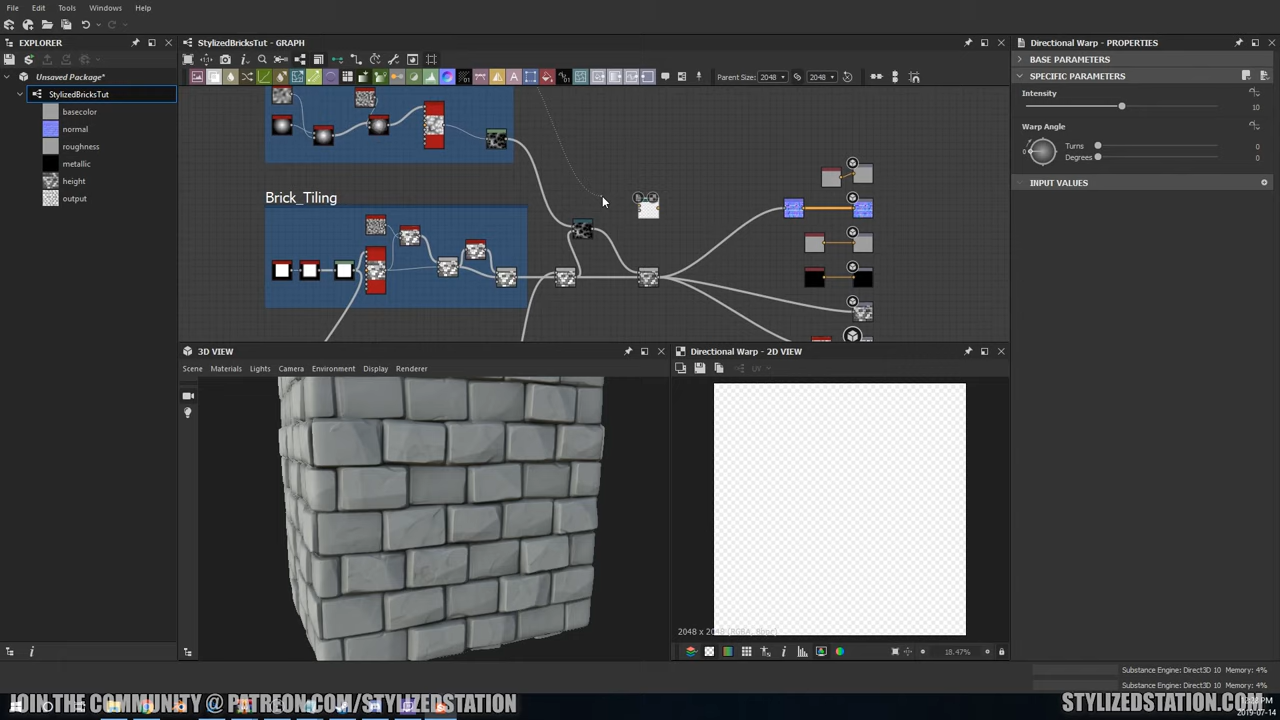 File Edit Tools Windows Help
EXPLORER
Unsaved Package*
StylizedBricksTut
basecolor
normal
roughness
metallic
height
output
StylizedBricksTut - GRAPH
Parent Size: 2048 2048
Brick_Tiling
3D VIEW
Scene Materials Lights Camera Environment Display Renderer
Directional Warp - 2D VIEW
UV
2048 x 2048
18.47%
Directional Warp - PROPERTIES
BASE PARAMETERS
SPECIFIC PARAMETERS
Intensity
10
Warp Angle
0
Turns 0
Degrees 0
INPUT VALUES
Substance Engine: Direct3D 10 Memory: 4%
Substance Engine: Direct3D 10 Memory: 4%
JOIN THE COMMUNITY @ PATREON.COM/STYLIZEDSTATION
STYLIZEDSTATION.COM
2019-07-14